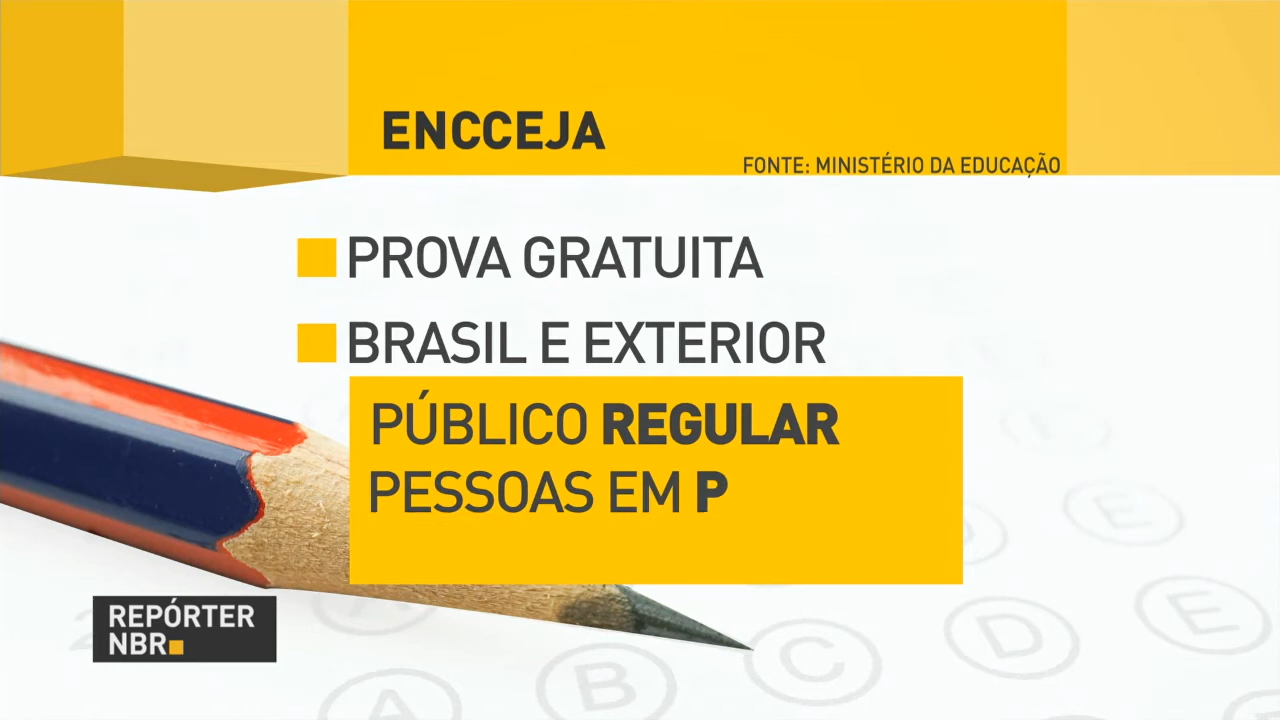 ENCCEJA
FONTE: MINISTÉRIO DA EDUCAÇÃO
PROVA GRATUITA
BRASIL E EXTERIOR
PÚBLICO REGULAR
PESSOAS EM P
REPÓRTER
NBR
A
B
C
D
E
E